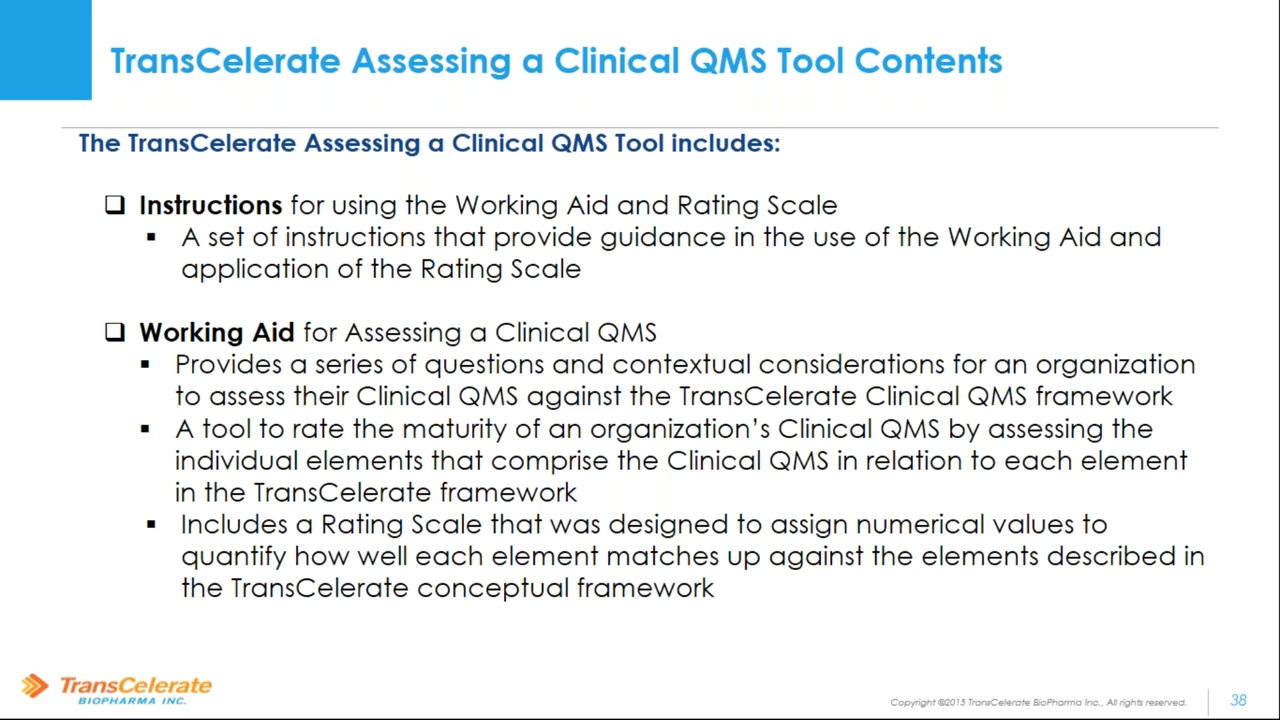 TransCelerate Assessing a Clinical QMS Tool Contents
The TransCelerate Assessing a Clinical QMS Tool includes:
❑ Instructions for using the Working Aid and Rating Scale
▪ A set of instructions that provide guidance in the use of the Working Aid and
application of the Rating Scale
❑ Working Aid for Assessing a Clinical QMS
▪ Provides a series of questions and contextual considerations for an organization
to assess their Clinical QMS against the TransCelerate Clinical QMS framework
▪ A tool to rate the maturity of an organization’s Clinical QMS by assessing the
individual elements that comprise the Clinical QMS in relation to each element
in the TransCelerate framework
▪ Includes a Rating Scale that was designed to assign numerical values to
quantify how well each element matches up against the elements described in
the TransCelerate conceptual framework
TransCelerate
BIOPHARMA INC.
Copyright ©2015 TransCelerate BioPharma Inc., All rights reserved.
38